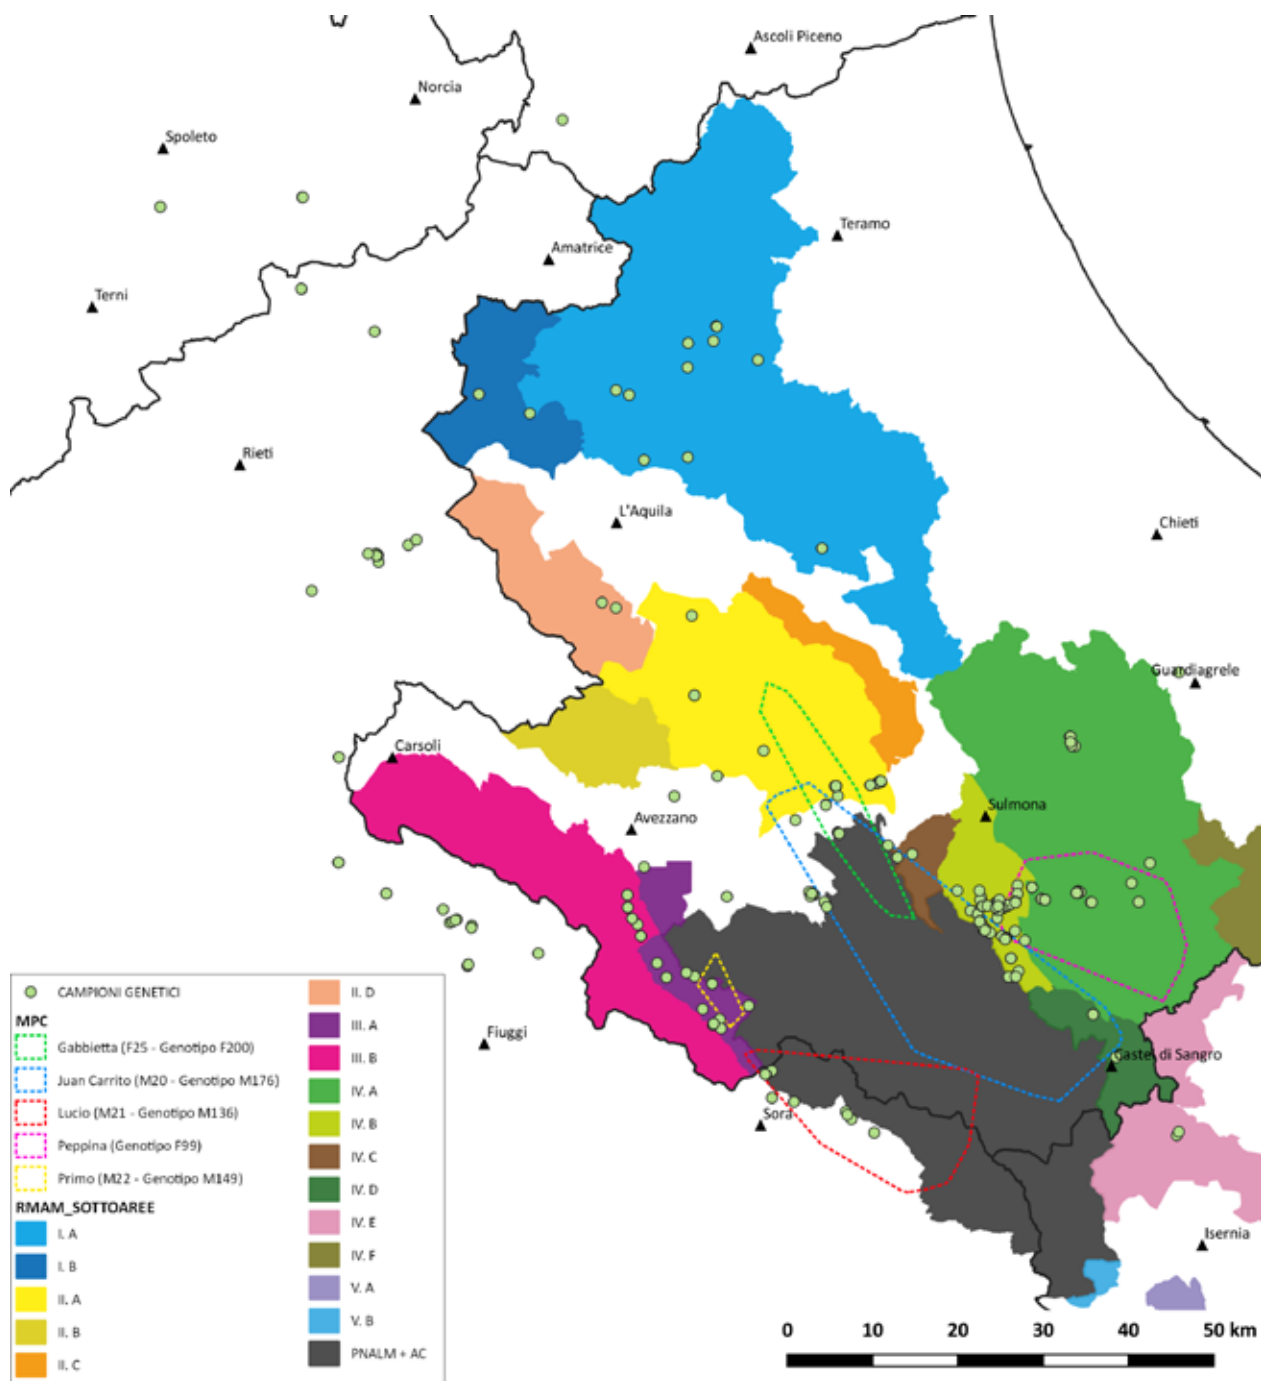 Ascoli Piceno
Norcia
Spoleto
Teramo
Amatrice
Terni
Rieti
L'Aquila
Chieti
Guardiagrele
Carsoli
Sulmona
Avezzano
Fiuggi
Castel di Sangro
Sora
Isernia
CAMPIONI GENETICI
MPC
Gabbietta (F25 - Genotipo F200)
Juan Carrito (M20 - Genotipo M176)
Lucio (M21 - Genotipo M136)
Peppina (Genotipo F99)
Primo (M22 - Genotipo M149)
RMAM_SOTTOAREE
I. A
I. B
II. A
II. B
II. C
II. D
III. A
III. B
IV. A
IV. B
IV. C
IV. D
IV. E
IV. F
V. A
V. B
PNALM + AC
0 10 20 30 40 50 km